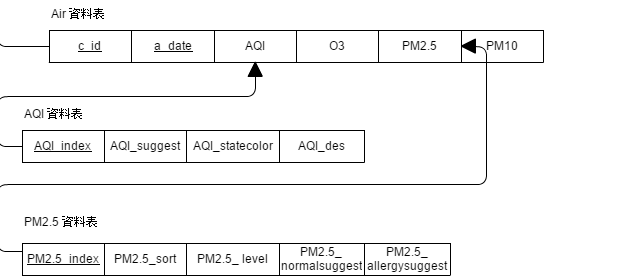 Air 資料表
c_id a_date AQI O3 PM2.5 PM10
AQI 資料表
AQI_index AQI_suggest AQI_statecolor AQI_des
PM2.5 資料表
PM2.5_index PM2.5_sort PM2.5_ level PM2.5_ PM2.5_
normalsuggest allergysuggest